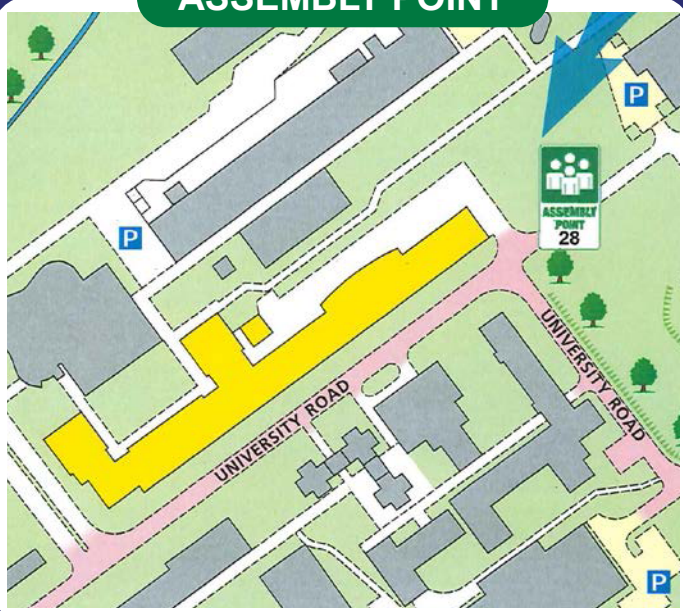 ASSEMBLY POINT
P
ASSEMBLY
POINT
28
P
UNIVERSITY ROAD
UNIVERSITY ROAD
P